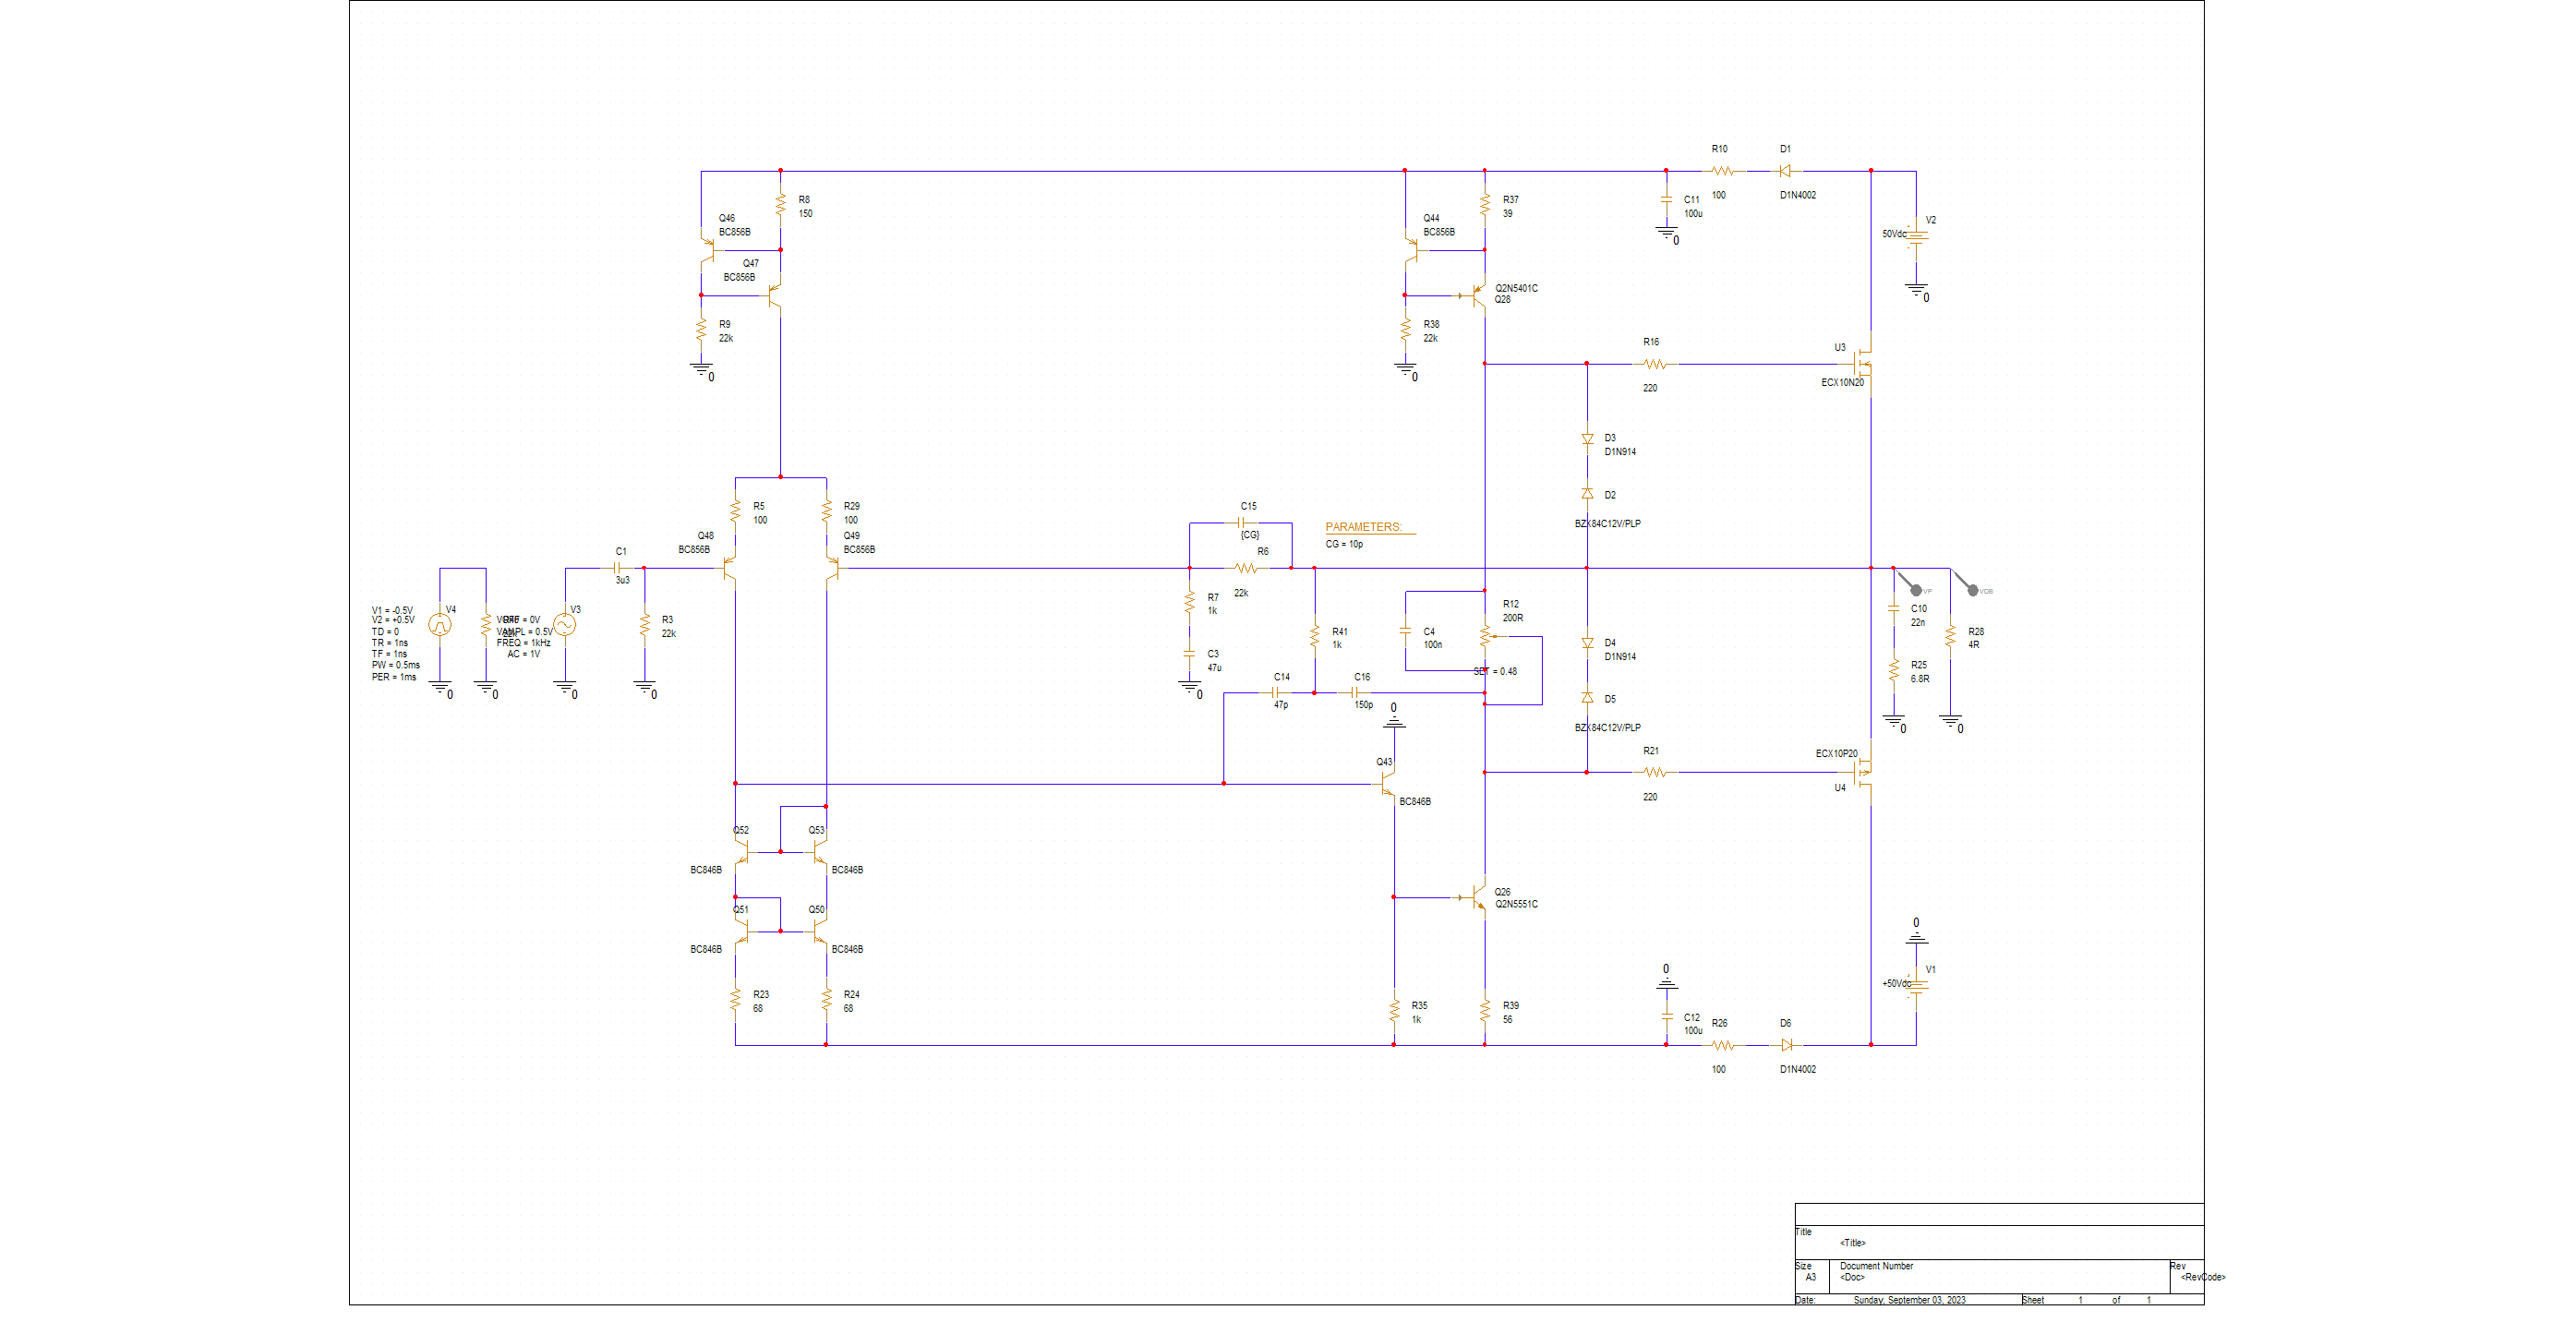 R10
D1
100
D1N4002
R8
150
Q46
BC856B
Q47
BC856B
R9
22k
0
R37
39
Q44
BC856B
Q2N5401C
Q28
R38
22k
0
C11
100u
0
V2
50Vdc
0
R16
220
U3
ECX10N20
D3
D1N914
D2
BZX84C12V/PLP
R5
100
R29
100
Q48
BC856B
Q49
BC856B
C15
{CG}
R6
22k
PARAMETERS:
CG = 10p
C1
3u3
V1 = -0.5V
V2 = +0.5V
TD = 0
TR = 1ns
TF = 1ns
PW = 0.5ms
PER = 1ms
V4
0
0
VOFF = 0V
VAMPL = 0.5V
FREQ = 1kHz
AC = 1V
V3
0
R3
22k
0
R7
1k
C3
47u
0
R41
1k
C4
100n
R12
200R
SET = 0.48
C14
47p
C16
150p
D4
D1N914
D5
BZX84C12V/PLP
VP
VDB
C10
22n
R25
6.8R
0
R28
4R
0
0
Q43
BC846B
R21
220
ECX10P20
U4
Q52
BC846B
Q53
BC846B
Q51
BC846B
Q50
BC846B
Q26
Q2N5551C
R23
68
R24
68
R35
1k
R39
56
0
C12
100u
R26
100
D6
D1N4002
0
V1
+50Vdc
Title
<Title>
Size
A3
Document Number
<Doc>
Rev
<RevCode>
Date:
Sunday, September 03, 2023
Sheet 1 of 1